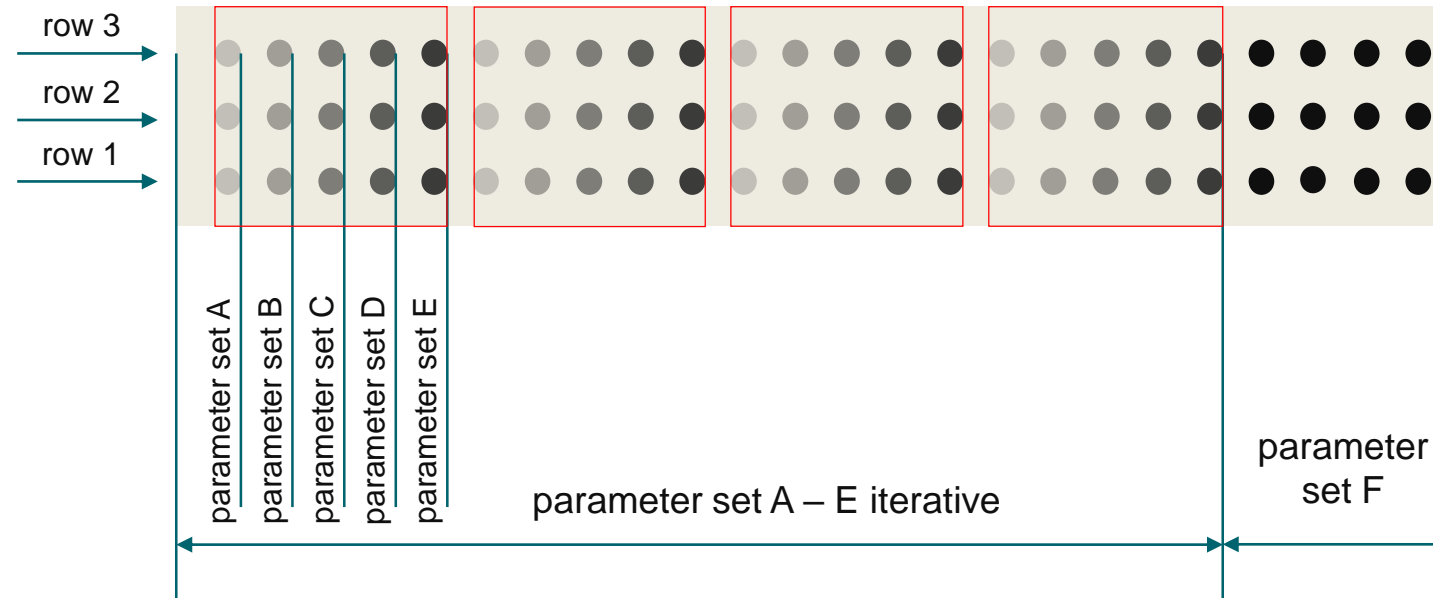 row 3
row 2
row 1
parameter set A
parameter set B
parameter set C
parameter set D
parameter set E
parameter set A – E iterative
parameter
set F